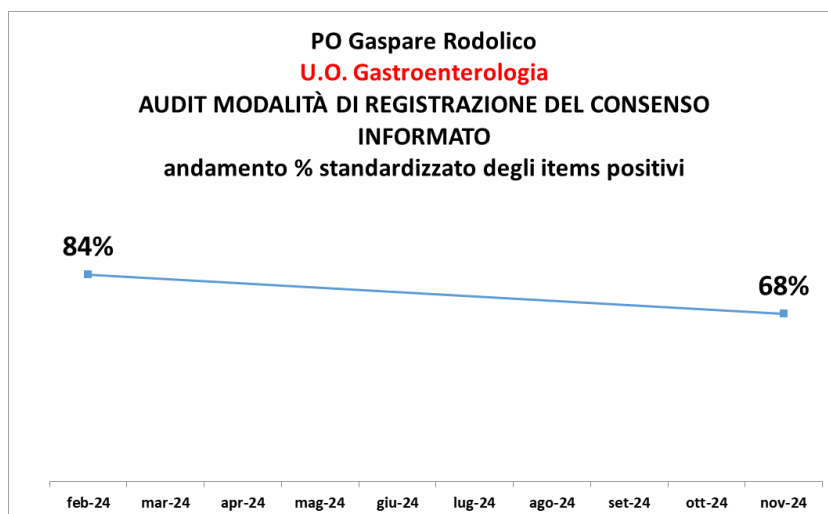 PO Gaspare Rodolico
U.O. Gastroenterologia
AUDIT MODALITÀ DI REGISTRAZIONE DEL CONSENSO
INFORMATO
andamento % standardizzato degli items positivi
84%
68%
feb-24 mar-24 apr-24 mag-24 giu-24 lug-24 ago-24 set-24 ott-24 nov-24